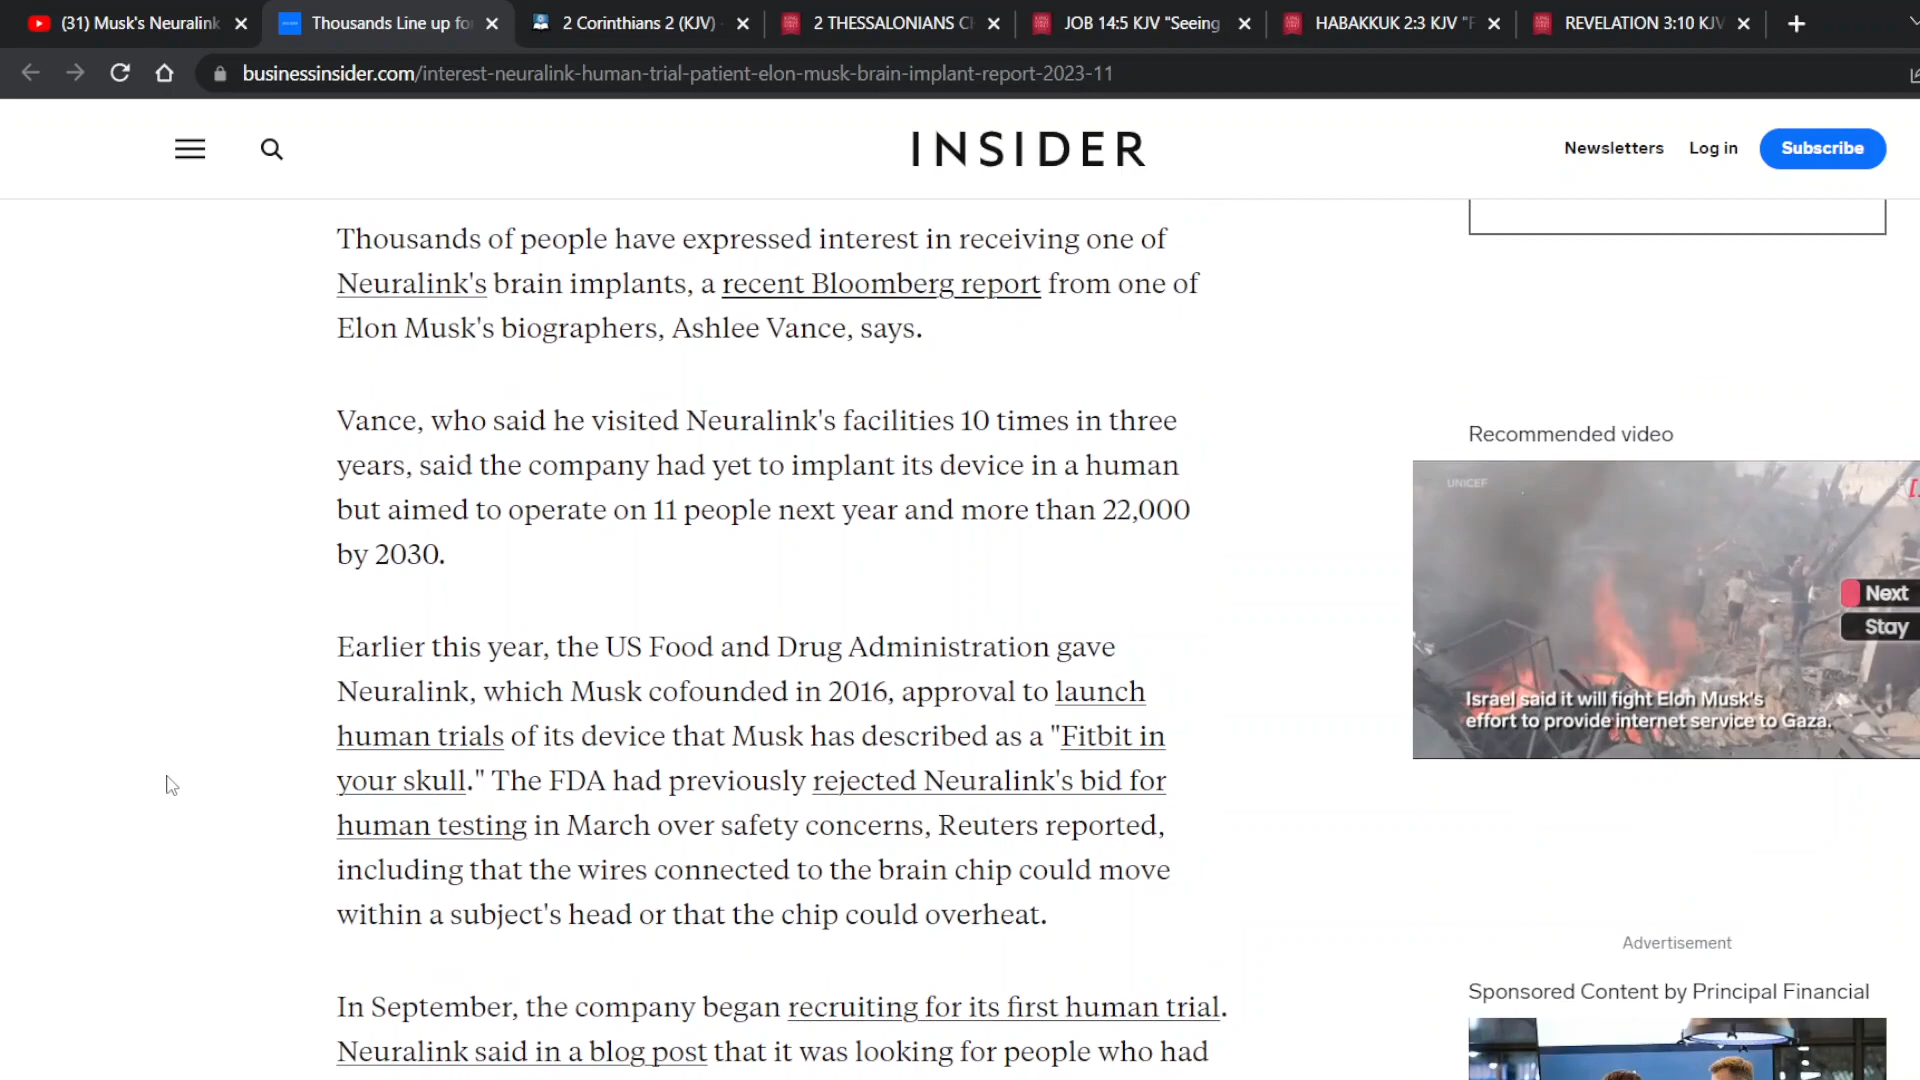 (31) Musk's Neuralink
Thousands Line up fo
2 Corinthians 2 (KJV)
2 THESSALONIANS C
JOB 14:5 KJV "Seeing
HABAKKUK 2:3 KJV "F
REVELATION 3:10 KJV
businessinsider.com/interest-neuralink-human-trial-patient-elon-musk-brain-implant-report-2023-11
INSIDER
Newsletters
Log in
Subscribe
Thousands of people have expressed interest in receiving one of
Neuralink's brain implants, a recent Bloomberg report from one of
Elon Musk's biographers, Ashlee Vance, says.
Vance, who said he visited Neuralink's facilities 10 times in three
years, said the company had yet to implant its device in a human
but aimed to operate on 11 people next year and more than 22,000
by 2030.
Earlier this year, the US Food and Drug Administration gave
Neuralink, which Musk cofounded in 2016, approval to launch
human trials of its device that Musk has described as a "Fitbit in
your skull." The FDA had previously rejected Neuralink's bid for
human testing in March over safety concerns, Reuters reported,
including that the wires connected to the brain chip could move
within a subject's head or that the chip could overheat.
In September, the company began recruiting for its first human trial.
Neuralink said in a blog post that it was looking for people who had
Recommended video
UNICEF
Next
Stay
Israel said it will fight Elon Musk's
effort to provide internet service to Gaza.
Advertisement
Sponsored Content by Principal Financial